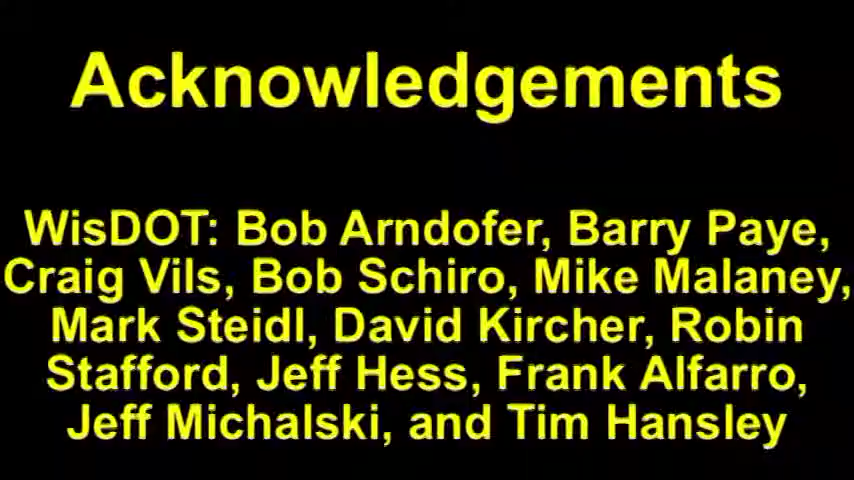 Acknowledgements
WisDOT: Bob Arndofer, Barry Paye,
Craig Vils, Bob Schiro, Mike Malaney,
Mark Steidl, David Kircher, Robin
Stafford, Jeff Hess, Frank Alfarro,
Jeff Michalski, and Tim Hansley